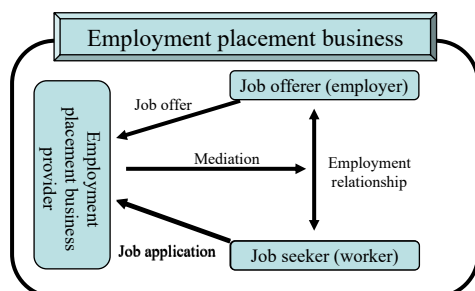 Employment placement business
Job offerer (employer)
Job offer
Employment
placement business
provider
Mediation
Employment
relationship
Job application
Job seeker (worker)